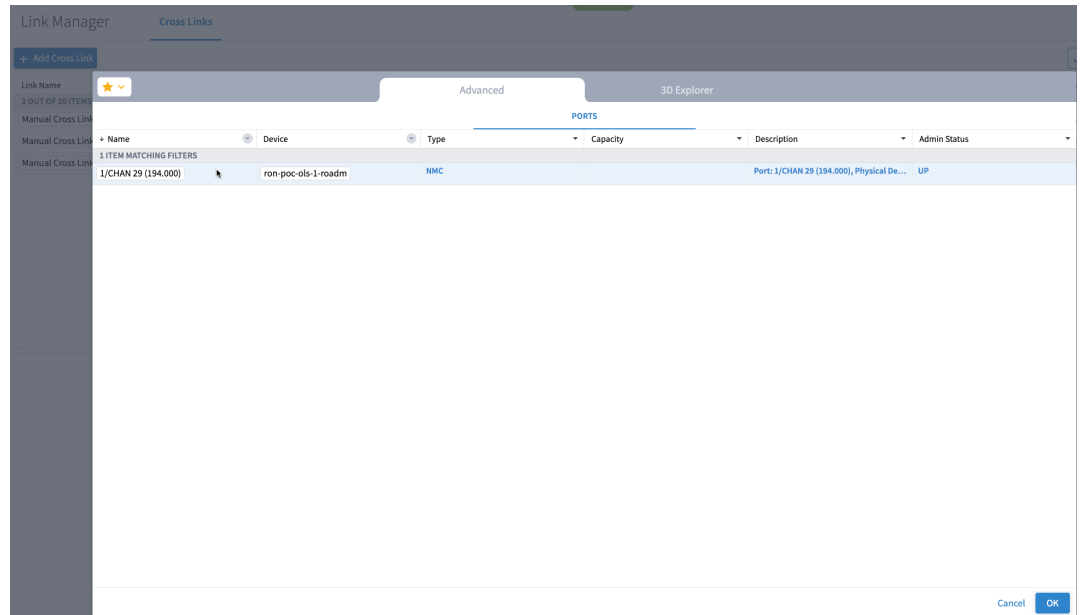 Link Manager
Cross Links
+ Add Cross Link
Link Name
3 OUT OF 20 ITEMS
Manual Cross Link
Manual Cross Link
Manual Cross Link
Advanced
3D Explorer
PORTS
Name Device Type Capacity Description Admin Status
1 ITEM MATCHING FILTERS
1/CHAN 29 (194.000) ron-poc-ols-1-roadm NMC Port: 1/CHAN 29 (194.000), Physical De... UP
Cancel OK